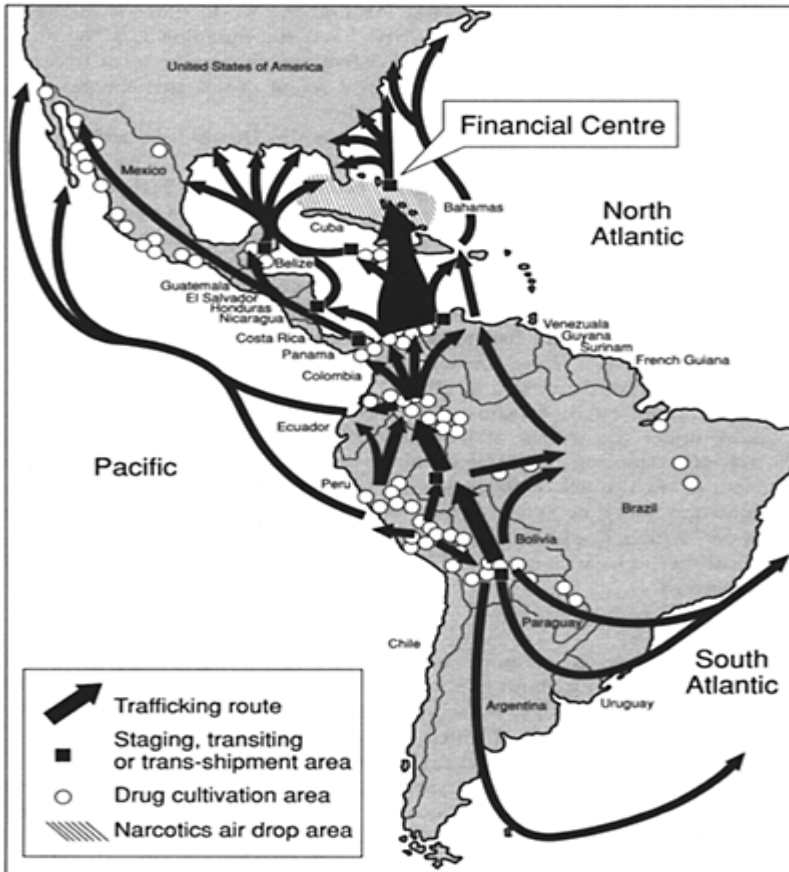 United States of America
Financial Centre
Mexico
Bahamas
North
Atlantic
Cuba
Belize
Guatemala
El Salvador
Honduras
Nicaragua
Costa Rica
Panama
Colombia
Venezuala
Guyana
Surinam
French Guiana
Ecuador
Pacific
Peru
Brazil
Bolivia
Paraguay
Chile
South
Atlantic
Argentina
Uruguay
Trafficking route
Staging, transiting
or trans-shipment area
Drug cultivation area
Narcotics air drop area